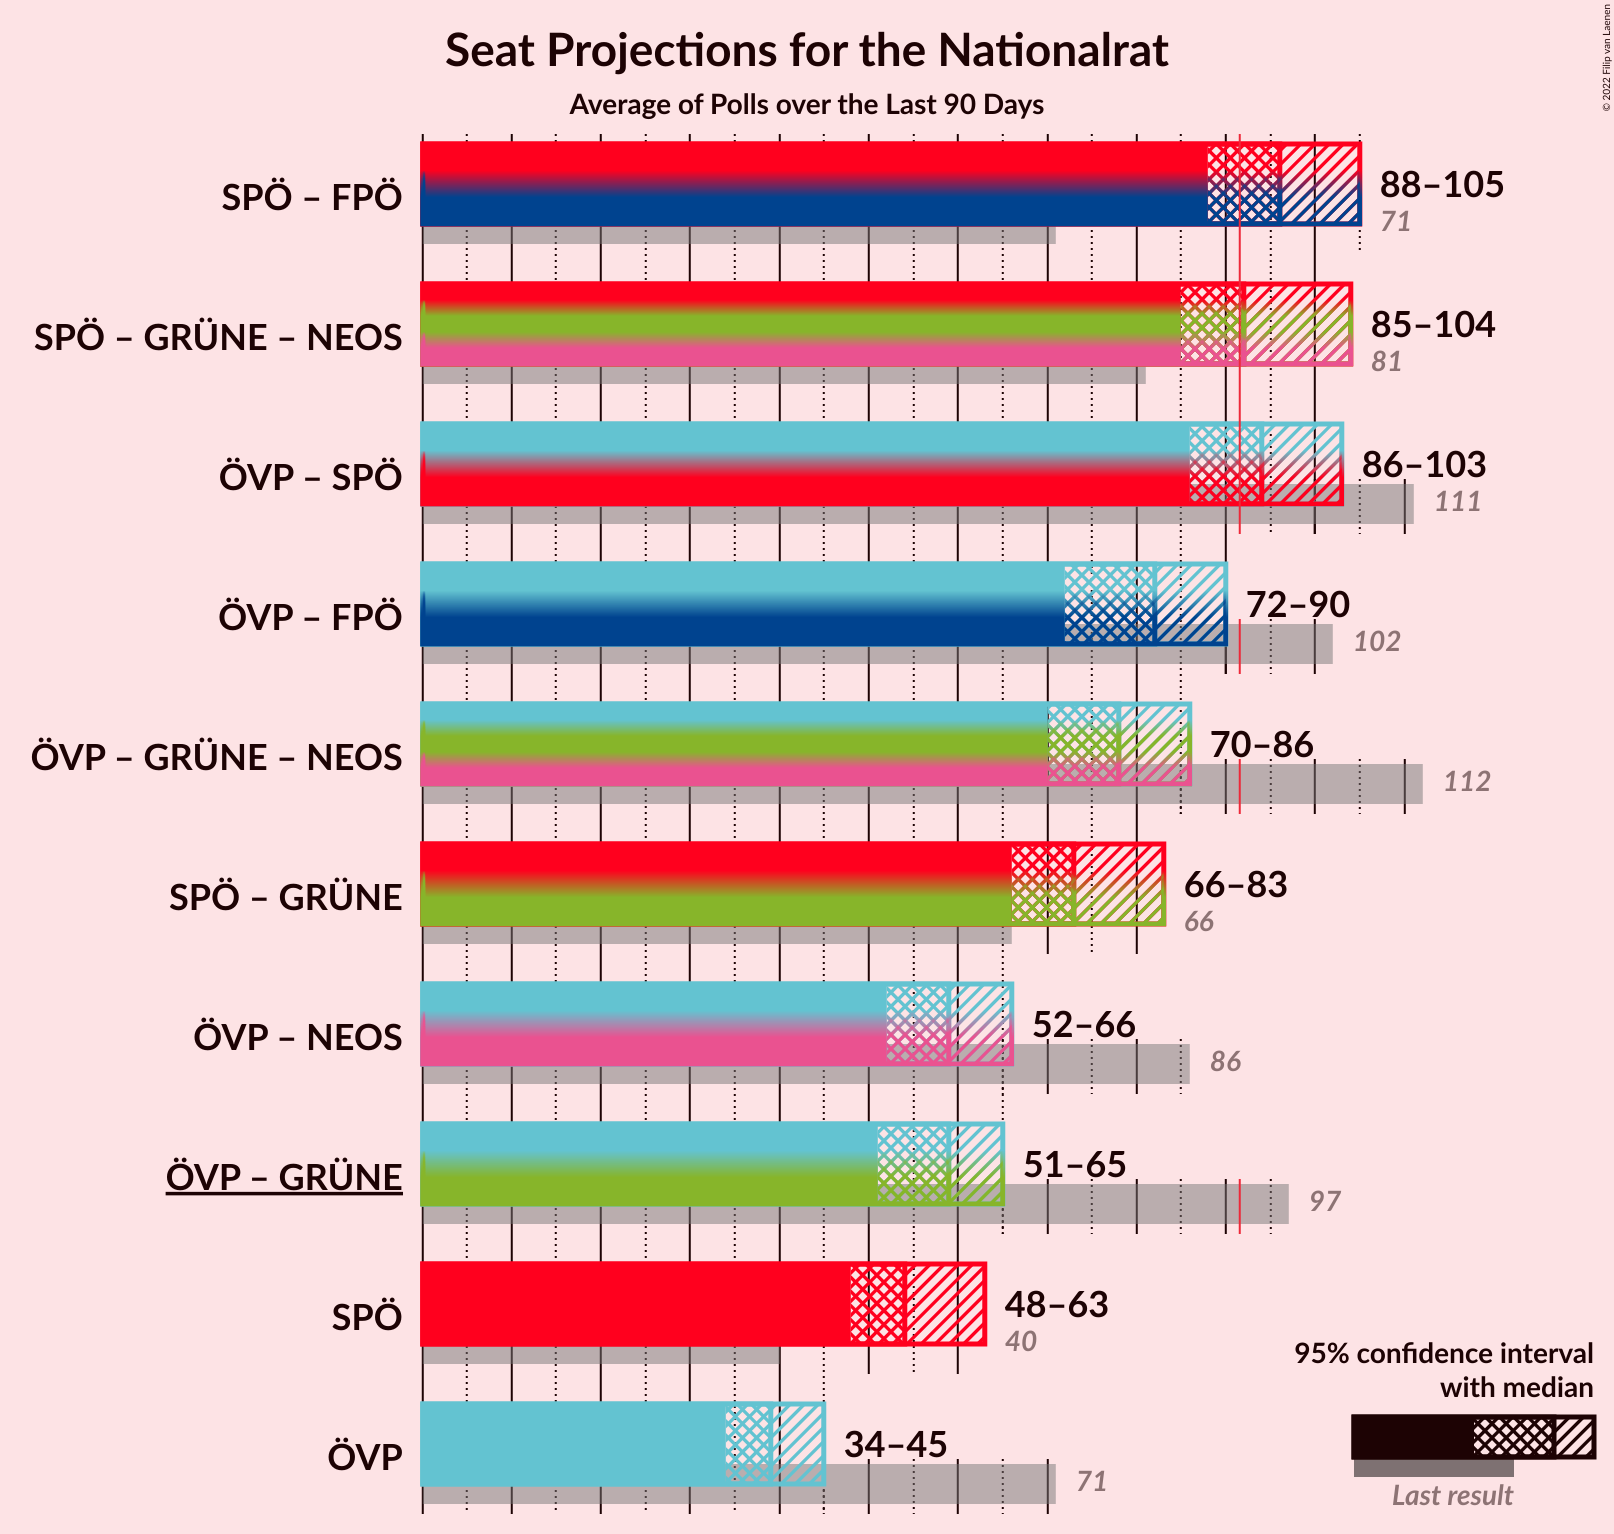 Seat Projections for the Nationalrat
Average of Polls over the Last 90 Days
© 2022 Filip van Laenen
SPÖ – FPÖ
88–105
71
SPÖ – GRÜNE – NEOS
85–104
81
ÖVP – SPÖ
86–103
111
ÖVP – FPÖ
72–90
102
ÖVP – GRÜNE – NEOS
70–86
112
SPÖ – GRÜNE
66–83
66
ÖVP – NEOS
52–66
86
ÖVP – GRÜNE
51–65
97
SPÖ
48–63
40
ÖVP
34–45
71
95% confidence interval
with median
Last result